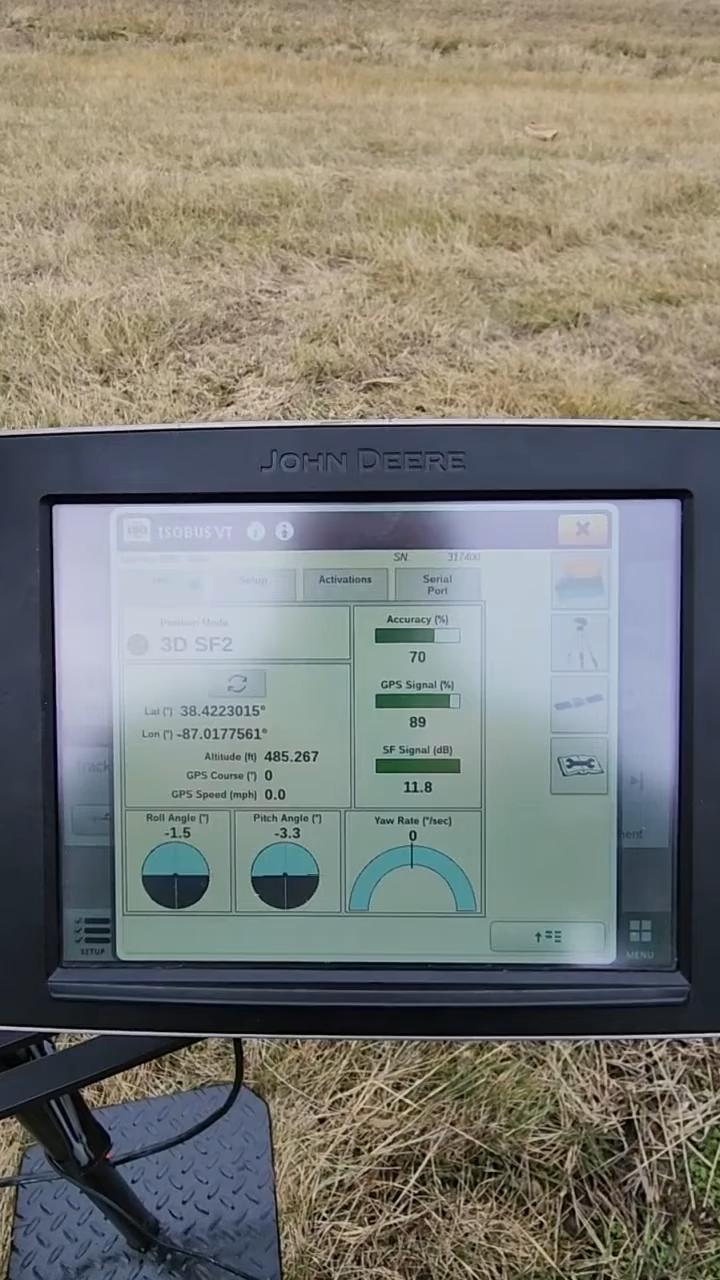 JOHN DEERE
ISOBUS VT
SN: 317400
Setup
Activations
Serial
Port
Position Mode
3D SF2
Accuracy (%)
70
GPS Signal (%)
89
SF Signal (dB)
11.8
Lat (°) 38.4223015°
Lon (°) -87.0177561°
Altitude (ft) 485.267
GPS Course (°) 0
GPS Speed (mph) 0.0
Roll Angle (°)
-1.5
Pitch Angle (°)
-3.3
Yaw Rate (°/sec)
0
SETUP
MENU